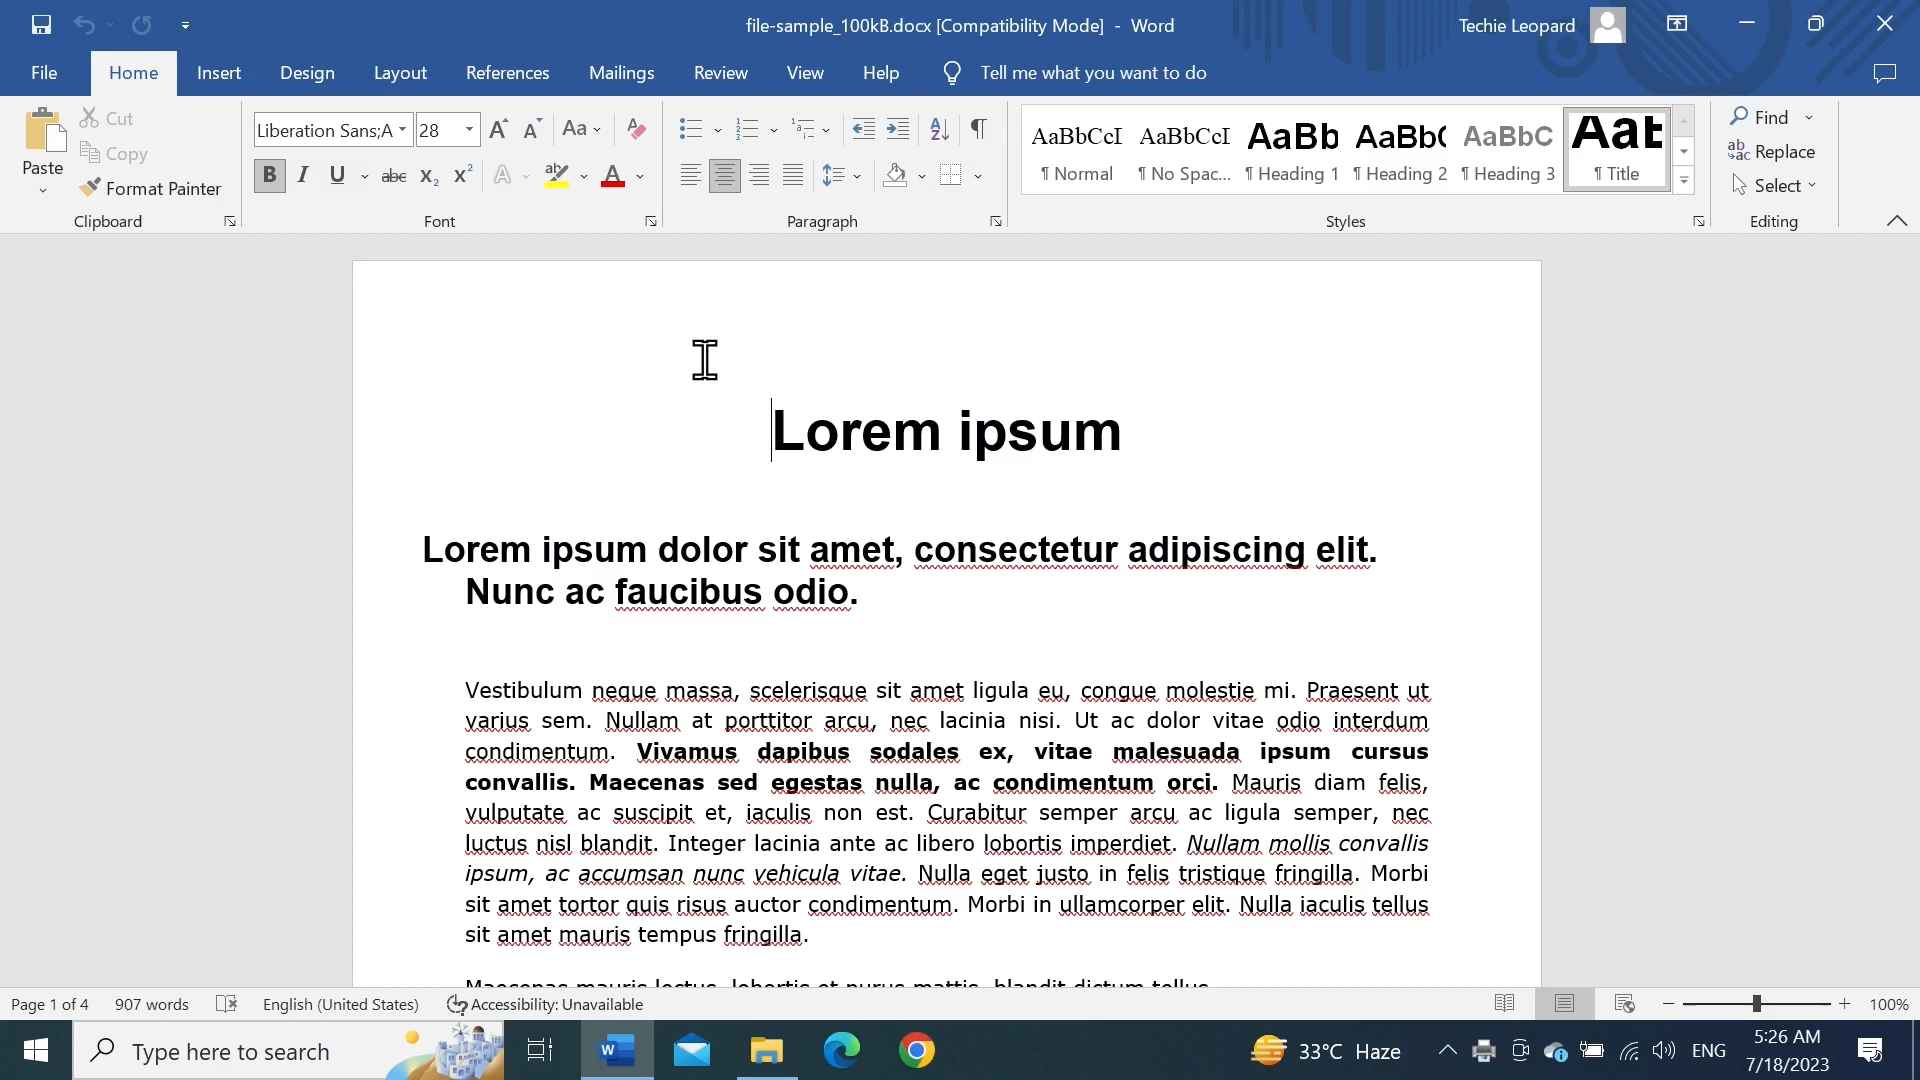 file-sample_100kB.docx [Compatibility Mode] - Word
Techie Leopard
File Home Insert Design Layout References Mailings Review View Help Tell me what you want to do
Paste
Cut
Copy
Format Painter
Clipboard
Liberation Sans;A 28
Font
Paragraph
AaBbCcI AaBbCcI AaBb AaBb( AaBbC
¶ Normal ¶ No Spac... ¶ Heading 1 ¶ Heading 2 ¶ Heading 3 ¶ Title
Styles
Find
Replace
Select
Editing
Lorem ipsum
Lorem ipsum dolor sit amet, consectetur adipiscing elit.
Nunc ac faucibus odio.
Vestibulum neque massa, scelerisque sit amet ligula eu, congue molestie mi. Praesent ut
varius sem. Nullam at porttitor arcu, nec lacinia nisi. Ut ac dolor vitae odio interdum
condimentum. Vivamus dapibus sodales ex, vitae malesuada ipsum cursus
convallis. Maecenas sed egestas nulla, ac condimentum orci. Mauris diam felis,
vulputate ac suscipit et, iaculis non est. Curabitur semper arcu ac ligula semper, nec
luctus nisl blandit. Integer lacinia ante ac libero lobortis imperdiet. Nullam mollis convallis
ipsum, ac accumsan nunc vehicula vitae. Nulla eget justo in felis tristique fringilla. Morbi
sit amet tortor quis risus auctor condimentum. Morbi in ullamcorper elit. Nulla iaculis tellus
sit amet mauris tempus fringilla.
Maecenas mauris lectus, lobortis et purus mattis, blandit dictum tellus.
Page 1 of 4 907 words English (United States) Accessibility: Unavailable 100%
Type here to search
33°C Haze
ENG
5:26 AM
7/18/2023